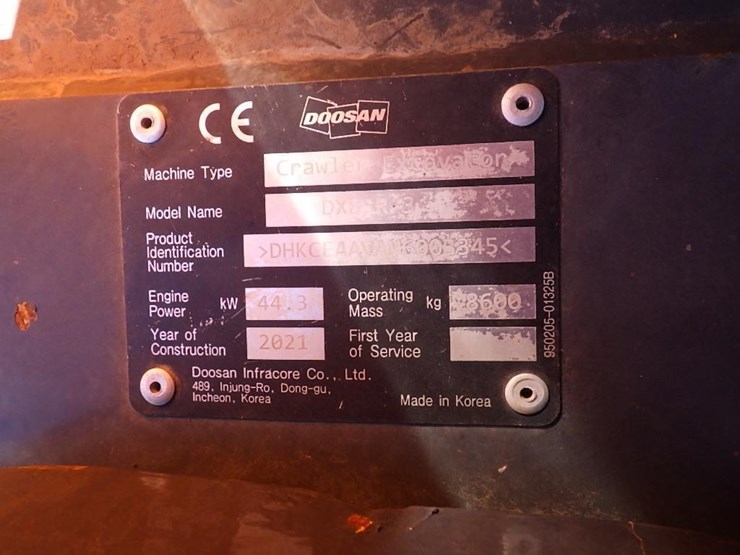 CE DOOSAN
Machine Type Crawler Excavator
Model Name
Product
Identification
Number
Engine
Power kW 44.3
Operating
Mass kg 8600
Year of
Construction 2021
First Year
of Service
Doosan Infracore Co., Ltd.
489, Injung-Ro, Dong-gu,
Incheon, Korea
Made in Korea
950205-01325B